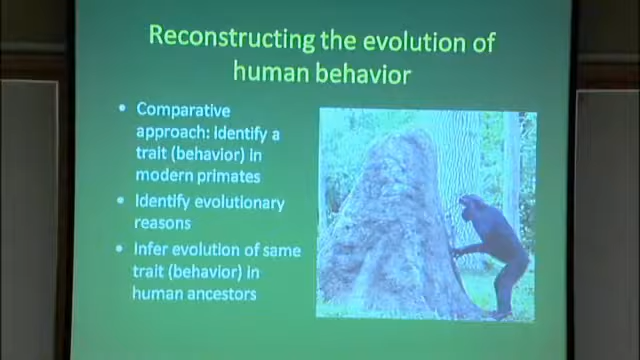 Reconstructing the evolution of
human behavior
• Comparative
approach: Identify a
trait (behavior) in
modern primates
• Identify evolutionary
reasons
• Infer evolution of same
trait (behavior) in
human ancestors